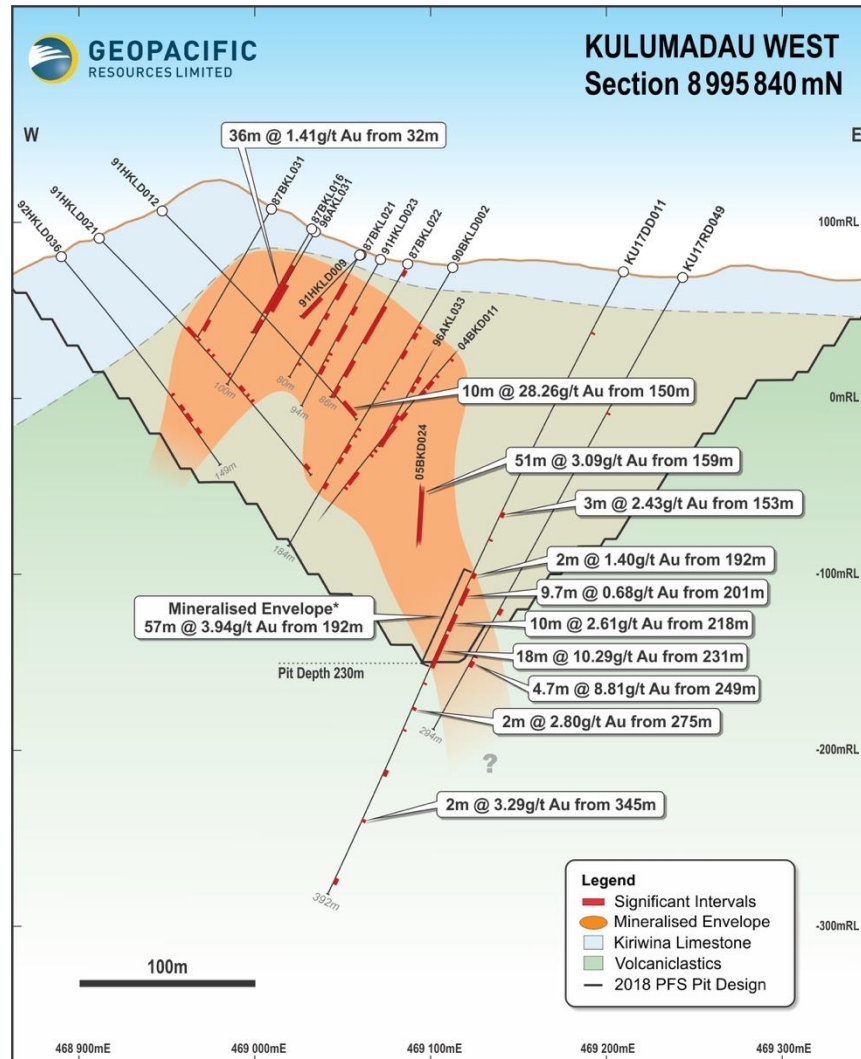 GEOPACIFIC
RESOURCES LIMITED
KULUMADAU WEST
Section 8 995 840 mN
W
E
36m @ 1.41g/t Au from 32m
87BKL031
87BKL016
96AKL031
91HKLD012
91HKLD021
92HKLD036
87BKL021
91HKLD023
87BKL022
90BKLD002
KU17DD011
KU17RD049
100mRL
91HKLD009
96AKL033
04BKD011
80m
100m
94m
86m
0mRL
10m @ 28.26g/t Au from 150m
05BKD024
51m @ 3.09g/t Au from 159m
149m
3m @ 2.43g/t Au from 153m
184m
2m @ 1.40g/t Au from 192m
-100mRL
9.7m @ 0.68g/t Au from 201m
Mineralised Envelope*
57m @ 3.94g/t Au from 192m
10m @ 2.61g/t Au from 218m
18m @ 10.29g/t Au from 231m
Pit Depth 230m
4.7m @ 8.81g/t Au from 249m
2m @ 2.80g/t Au from 275m
294m
-200mRL
?
2m @ 3.29g/t Au from 345m
392m
Legend
Significant Intervals
Mineralised Envelope
Kiriwina Limestone
Volcaniclastics
2018 PFS Pit Design
-300mRL
100m
468 900mE
469 000mE
469 100mE
469 200mE
469 300mE